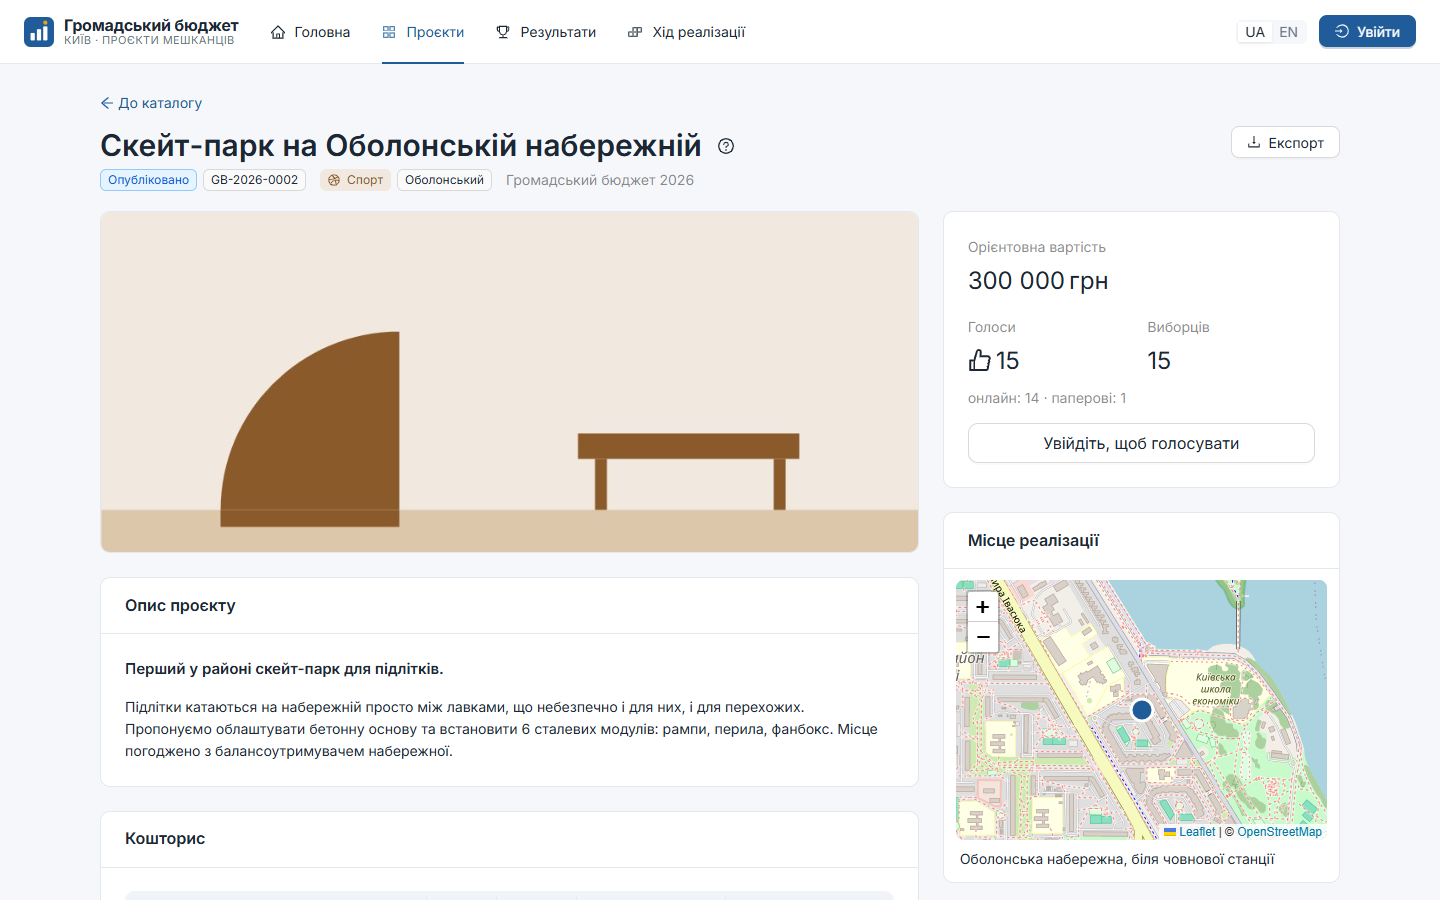 Громадський бюджет
КИЇВ · ПРОЄКТИ МЕШКАНЦІВ
Головна
Проєкти
Результати
Хід реалізації
UA EN
Увійти
До каталогу
Скейт-парк на Оболонській набережній
Експорт
Опубліковано GB-2026-0002 Спорт Оболонський Громадський бюджет 2026
Орієнтовна вартість
300 000 грн
Голоси
15
Виборців
15
онлайн: 14 · паперові: 1
Увійдіть, щоб голосувати
Опис проєкту
Перший у районі скейт-парк для підлітків.
Підлітки катаються на набережній просто між лавками, що небезпечно і для них, і для перехожих.
Пропонуємо облаштувати бетонну основу та встановити 6 сталевих модулів: рампи, перила, фанбокс. Місце
погоджено з балансоутримувачем набережної.
Кошторис
Місце реалізації
+
−
Івасюка
Київська
школа
економіки
Leaflet | © OpenStreetMap
Оболонська набережна, біля човнової станції